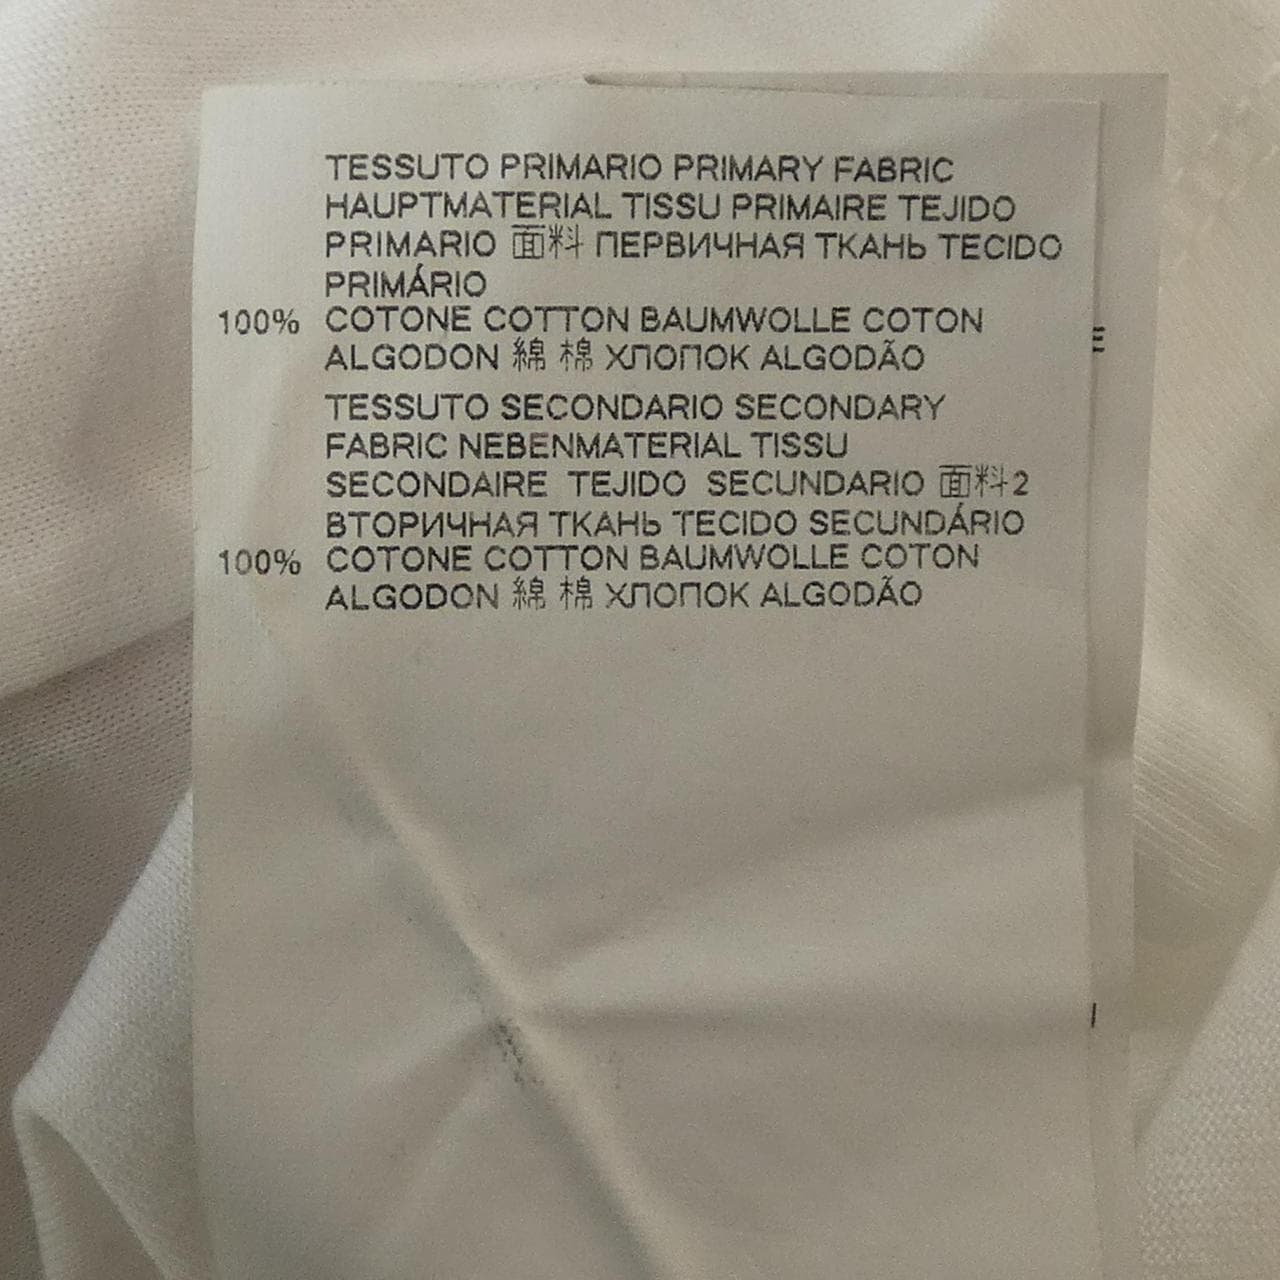 TESSUTO PRIMARIO PRIMARY FABRIC
HAUPTMATERIAL TISSU PRIMAIRE TEJIDO
PRIMARIO 面料 ПЕРВИЧНАЯ ТКАНЬ TECIDO
PRIMÁRIO
100% COTONE COTTON BAUMWOLLE COTON
ALGODON 綿 棉 ХЛОПОК ALGODÃO
TESSUTO SECONDARIO SECONDARY
FABRIC NEBENMATERIAL TISSU
SECONDAIRE TEJIDO SECUNDARIO 面料2
ВТОРИЧНАЯ ТКАНЬ TECIDO SECUNDÁRIO
100% COTONE COTTON BAUMWOLLE COTON
ALGODON 綿 棉 ХЛОПОК ALGODÃO